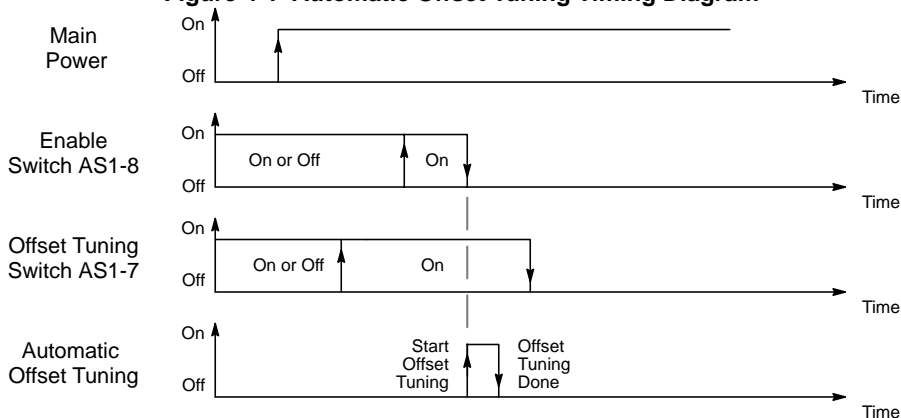 Figure 4-7 Automatic Offset Tuning Timing Diagram
Main
Power
On
Off
Time
Enable
Switch AS1-8
On
Off
On or Off
On
Time
Offset Tuning
Switch AS1-7
On
Off
On or Off
On
Time
Automatic
Offset Tuning
On
Off
Start
Offset
Tuning
Offset
Tuning
Done
Time